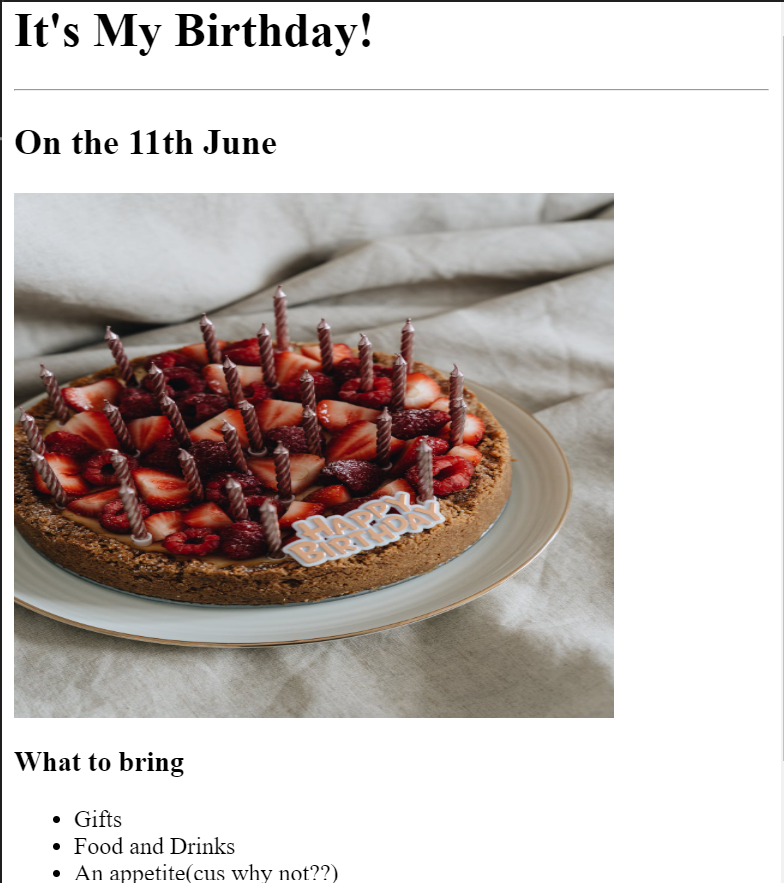 It's My Birthday!
On the 11th June
HAPPY
BIRTHDAY
What to bring
Gifts
Food and Drinks
An appetite(cus why not??)